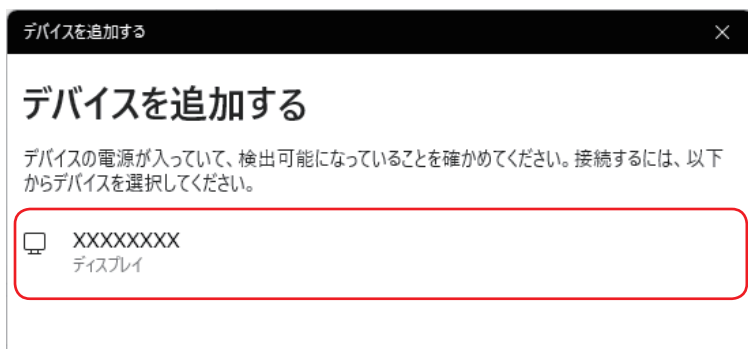 デバイスを追加する
デバイスを追加する
デバイスの電源が入っていて、検出可能になっていることを確かめてください。接続するには、以下
からデバイスを選択してください。
XXXXXXXX
ディスプレイ